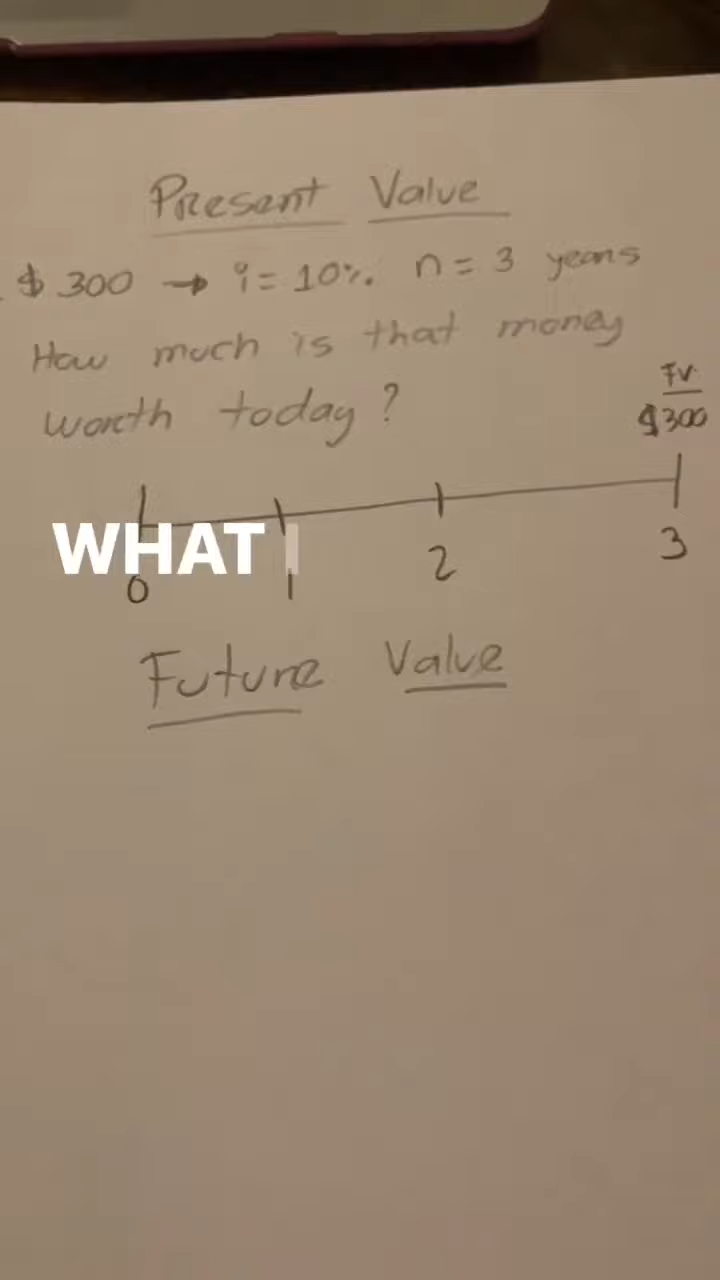 Present Value
$300 → i = 10%. n = 3 years
How much is that money
worth today?
FV
$300
WHAT I
0 1 2 3
Future Value